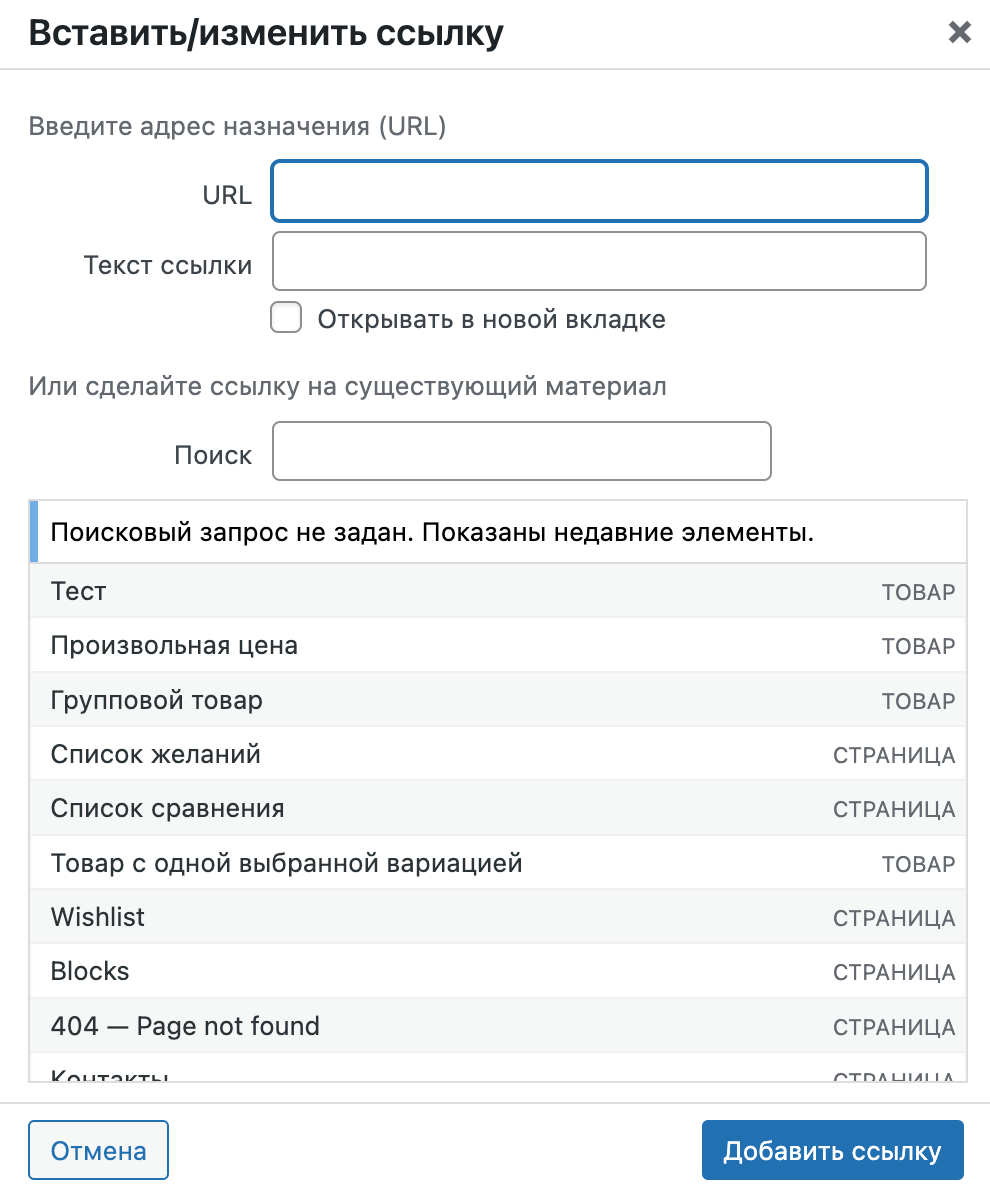 Вставить/изменить ссылку
Введите адрес назначения (URL)
URL
Текст ссылки
Открывать в новой вкладке
Или сделайте ссылку на существующий материал
Поиск
Поисковый запрос не задан. Показаны недавние элементы.
Тест ТОВАР
Произвольная цена ТОВАР
Групповой товар ТОВАР
Список желаний СТРАНИЦА
Список сравнения СТРАНИЦА
Товар с одной выбранной вариацией ТОВАР
Wishlist СТРАНИЦА
Blocks СТРАНИЦА
404 — Page not found СТРАНИЦА
Контакты СТРАНИЦА
Отмена Добавить ссылку